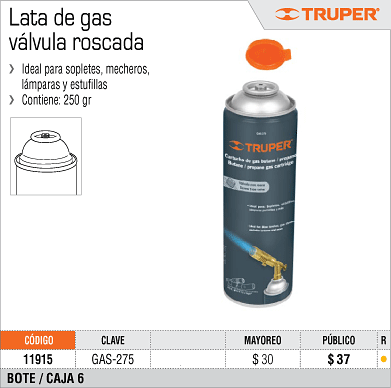 Lata de gas
válvula roscada
TRUPER®
Ideal para sopletes, mecheros,
lámparas y estufillas
Contiene: 250 gr
TRUPER
Cartucho de gas butano / propano
Butane / propane gas cartridge
CÓDIGO CLAVE MAYOREO PÚBLICO R
11915 GAS-275 $ 30 $ 37
BOTE / CAJA 6